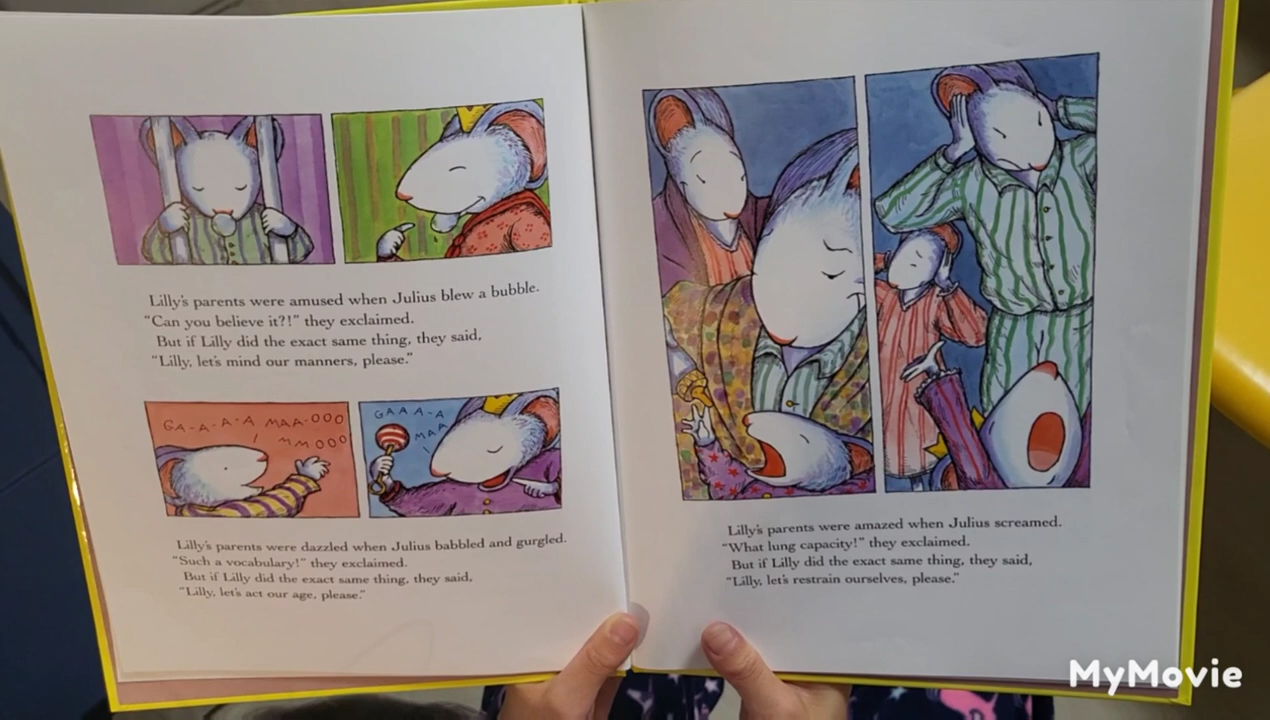 Lilly's parents were amused when Julius blew a bubble.
"Can you believe it?!" they exclaimed.
But if Lilly did the exact same thing, they said,
"Lilly, let's mind our manners, please."
GA-A-A-A MAA-OOO
MMOOO
GAAA-A
MAA
Lilly's parents were dazzled when Julius babbled and gurgled.
"Such a vocabulary!" they exclaimed.
But if Lilly did the exact same thing, they said,
"Lilly, let's act our age, please."
Lilly's parents were amazed when Julius screamed.
"What lung capacity!" they exclaimed.
But if Lilly did the exact same thing, they said,
"Lilly, let's restrain ourselves, please."
MyMovie